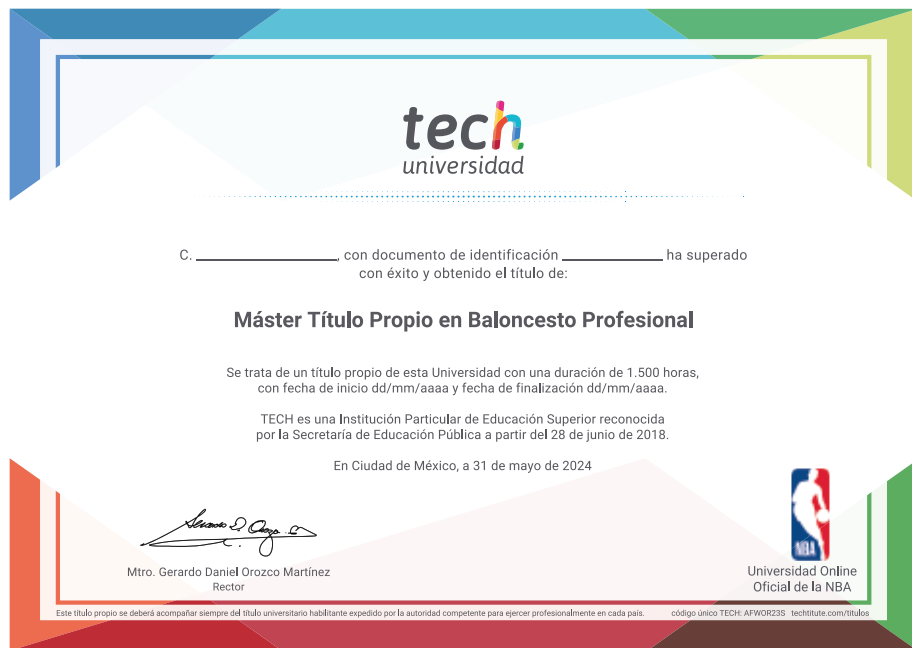 tech
universidad
C. ____________, con documento de identificación ____________ ha superado
con éxito y obtenido el título de:
Máster Título Propio en Baloncesto Profesional
Se trata de un título propio de esta Universidad con una duración de 1.500 horas,
con fecha de inicio dd/mm/aaaa y fecha de finalización dd/mm/aaaa.
TECH es una Institución Particular de Educación Superior reconocida
por la Secretaría de Educación Pública a partir del 28 de junio de 2018.
En Ciudad de México, a 31 de mayo de 2024
Mtro. Gerardo Daniel Orozco Martínez
Rector
NBA
Universidad Online
Oficial de la NBA
Este título propio se deberá acompañar siempre del título universitario habilitante expedido por la autoridad competente para ejercer profesionalmente en cada país. código único TECH: AFWOR23S techtitute.com/titulos